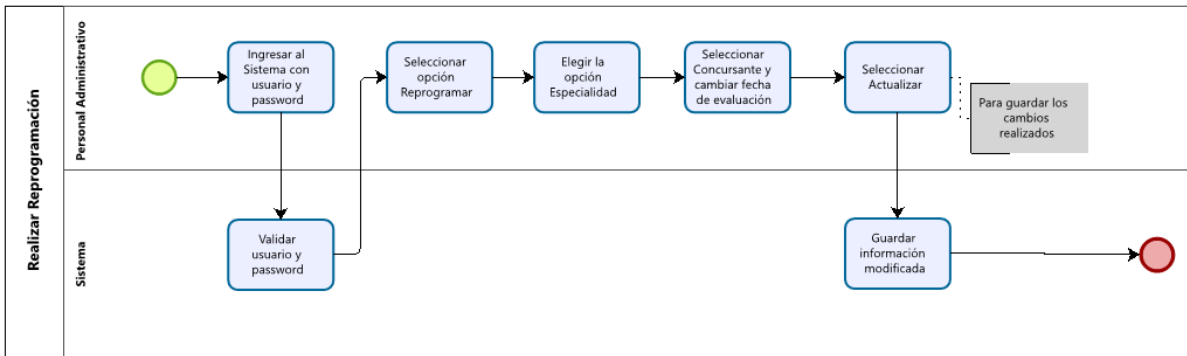 Realizar Reprogramación
Personal Administrativo
Ingresar al
Sistema con
usuario y
password
Seleccionar
opción
Reprogramar
Elegir la
opción
Especialidad
Seleccionar
Concursante y
cambiar fecha
de evaluación
Seleccionar
Actualizar
Para guardar los
cambios
realizados
Sistema
Validar
usuario y
password
Guardar
información
modificada